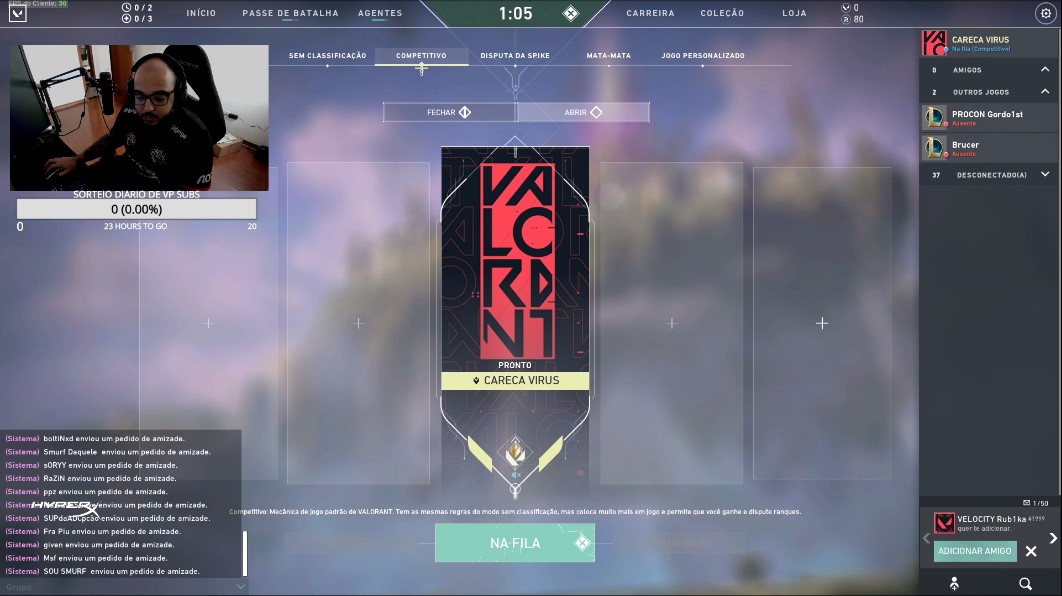 FPS do Cliente: 30
0 / 2
0 / 3
INÍCIO
PASSE DE BATALHA
AGENTES
1:05
CARREIRA
COLEÇÃO
LOJA
0
80
SEM CLASSIFICAÇÃO
COMPETITIVO
DISPUTA DA SPIKE
MATA-MATA
JOGO PERSONALIZADO
FECHAR
ABRIR
SORTEIO DIARIO DE VP SUBS
0 (0.00%)
0
23 HOURS TO GO
20
VALORANT
PRONTO
CARECA VIRUS
CARECA VIRUS
Na fila (Competitivo)
0 AMIGOS
2 OUTROS JOGOS
PROCON Gordo1st
Ausente
Brucer
Ausente
37 DESCONECTADO(A)
(Sistema) boltiNxd enviou um pedido de amizade.
(Sistema) Smurf Daquele enviou um pedido de amizade.
(Sistema) sORYY enviou um pedido de amizade.
(Sistema) RaZiN enviou um pedido de amizade.
(Sistema) ppz enviou um pedido de amizade.
enviou um pedido de amizade.
HYPERX
(Sistema) SUPdaADCpcão enviou um pedido de amizade.
(Sistema) Fra Piu enviou um pedido de amizade.
(Sistema) given enviou um pedido de amizade.
(Sistema) Msf enviou um pedido de amizade.
(Sistema) SOU SMURF enviou um pedido de amizade.
Grupo:
Competitivo: Mecânica de jogo padrão de VALORANT. Tem as mesmas regras do modo sem classificação, mas coloca muito mais em jogo e permite que você ganhe e dispute ranques.
NA FILA
1/50
VELOCITY Rub1ka #1999
quer te adicionar.
ADICIONAR AMIGO